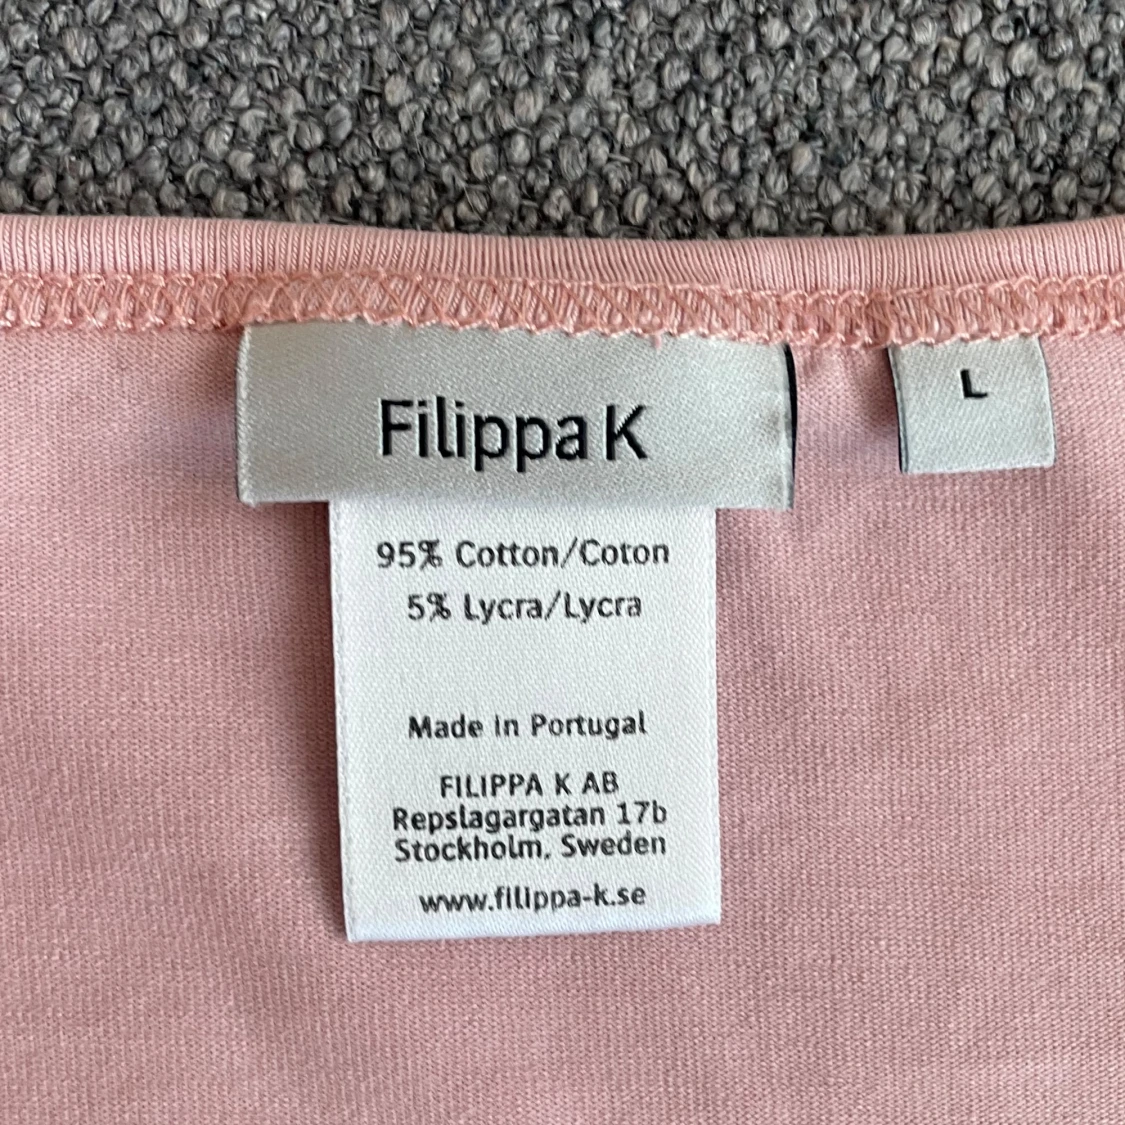 Filippa K
L
95% Cotton/Coton
5% Lycra/Lycra
Made in Portugal
FILIPPA K AB
Repslagargatan 17b
Stockholm, Sweden
www.filippa-k.se